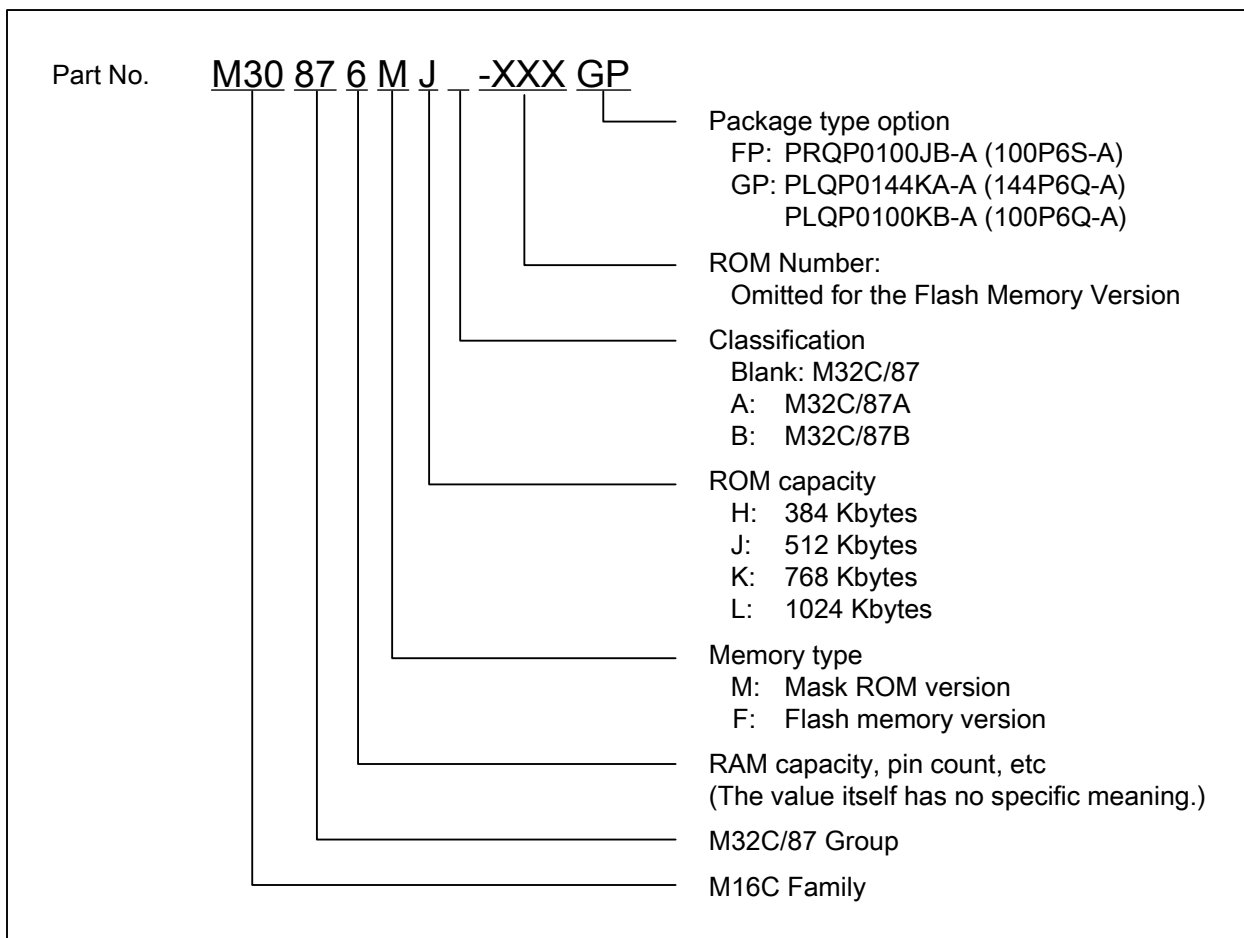 Part No. M30 87 6 M J _ -XXX GP
Package type option
FP: PRQP0100JB-A (100P6S-A)
GP: PLQP0144KA-A (144P6Q-A)
PLQP0100KB-A (100P6Q-A)
ROM Number:
Omitted for the Flash Memory Version
Classification
Blank: M32C/87
A: M32C/87A
B: M32C/87B
ROM capacity
H: 384 Kbytes
J: 512 Kbytes
K: 768 Kbytes
L: 1024 Kbytes
Memory type
M: Mask ROM version
F: Flash memory version
RAM capacity, pin count, etc
(The value itself has no specific meaning.)
M32C/87 Group
M16C Family